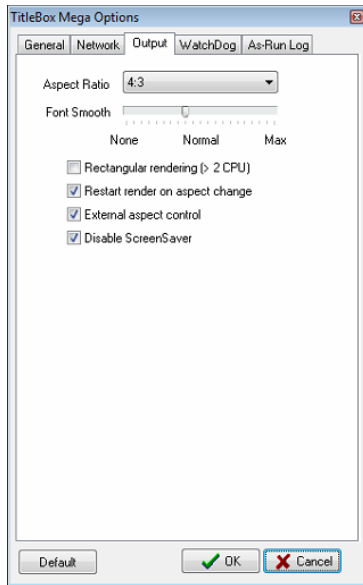 TitleBox Mega Options
General Network Output WatchDog As-Run Log
Aspect Ratio 4:3
Font Smooth
None Normal Max
Rectangular rendering (> 2 CPU)
Restart render on aspect change
External aspect control
Disable ScreenSaver
Default OK Cancel